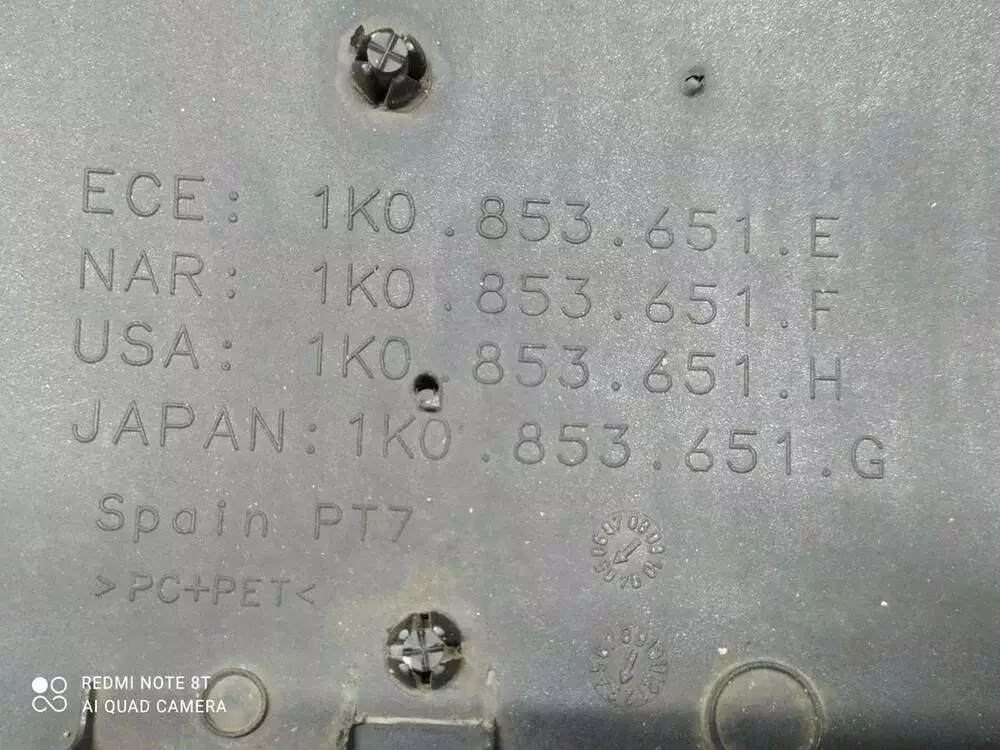 ECE: 1K0.853.651.E
NAR: 1K0.853.651.F
USA: 1K0.853.651.H
JAPAN: 1K0.853.651.G
Spain PT7
>PC+PET<
REDMI NOTE 8T
AI QUAD CAMERA